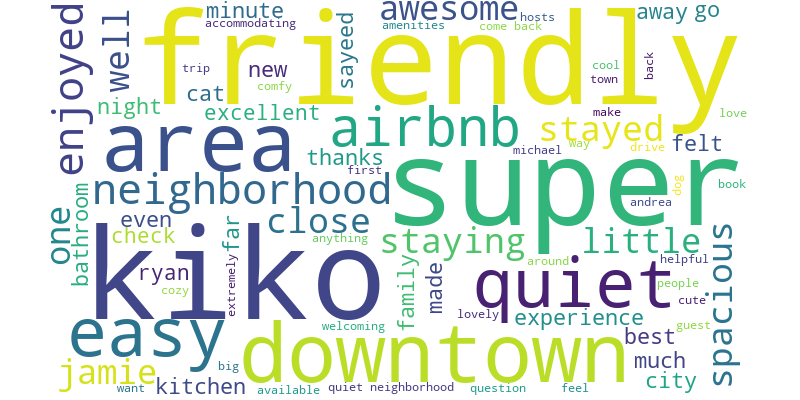 friendly
super
kiko
downtown
area
quiet
easy
airbnb
neighborhood
enjoyed
well
minute
accommodating
awesome
hosts
amenities
come back
away
go
sayeed
trip
new
cat
comfy
night
excellent
cool
town
back
make
love
stayed
felt
thanks
first
michael
way
drive
dog
book
andrea
one
bathroom
even
check
far
close
anything
staying
little
spacious
ryan
cozy
extremely
family
made
around
helpful
people
cute
lovely
experience
guest
welcoming
best
much
city
jamie
big
want
kitchen
available
quiet neighborhood
question
feel